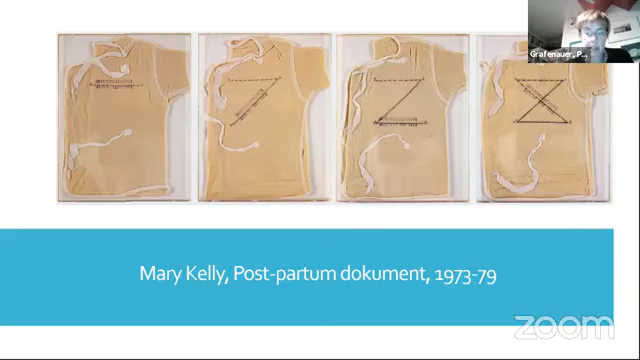 Grafenauer, P...
Mary Kelly, Post-partum dokument, 1973-79
zoom